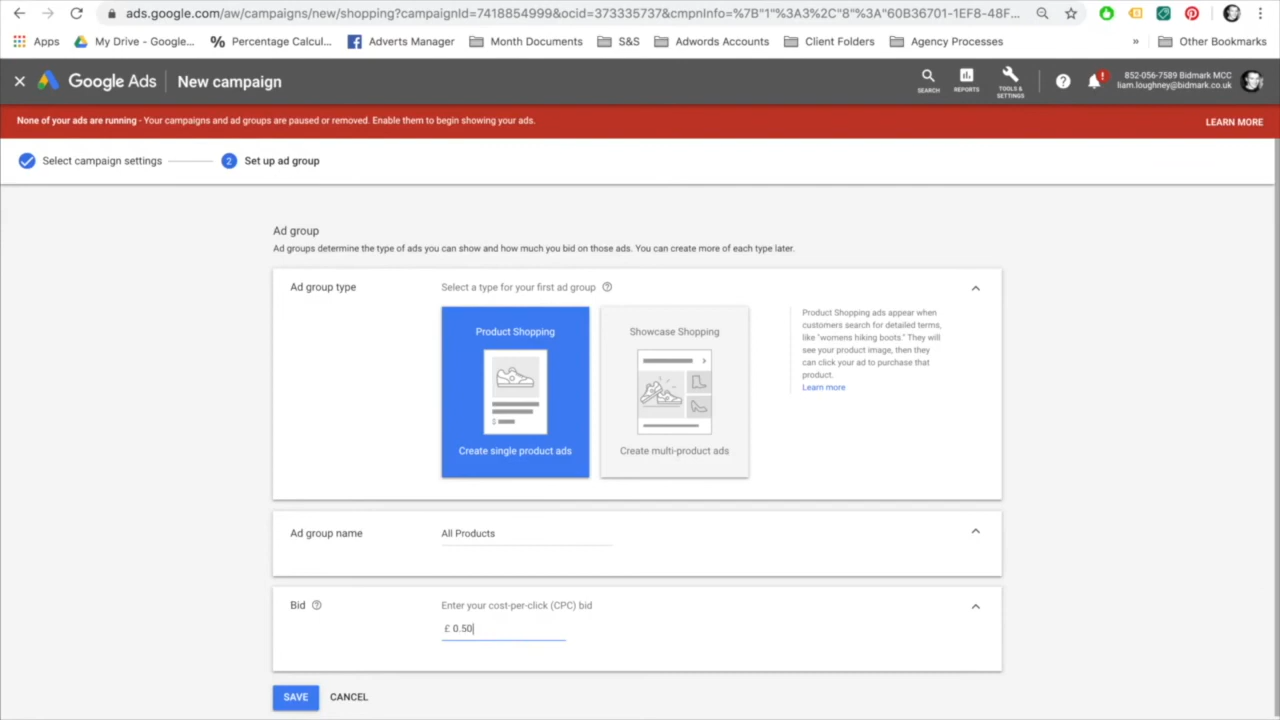 ads.google.com/aw/campaigns/new/shopping?campaignId=7418854999&ocid=373335737&cmpnInfo=%7B"1"%3A3%2C"8"%3A"60B36701-1EF8-48F...
Apps My Drive - Google... Percentage Calcul... Adverts Manager Month Documents S&S Adwords Accounts Client Folders Agency Processes » Other Bookmarks
Google Ads New campaign
SEARCH REPORTS TOOLS & SETTINGS
852-056-7589 Bidmark MCC
liam.loughney@bidmark.co.uk
None of your ads are running - Your campaigns and ad groups are paused or removed. Enable them to begin showing your ads.
LEARN MORE
Select campaign settings 2 Set up ad group
Ad group
Ad groups determine the type of ads you can show and how much you bid on those ads. You can create more of each type later.
Ad group type
Select a type for your first ad group
Product Shopping
Create single product ads
Showcase Shopping
Create multi-product ads
Product Shopping ads appear when
customers search for detailed terms,
like "womens hiking boots." They will
see your product image, then they
can click your ad to purchase that
product.
Learn more
Ad group name
All Products
Bid
Enter your cost-per-click (CPC) bid
£ 0.50
SAVE CANCEL